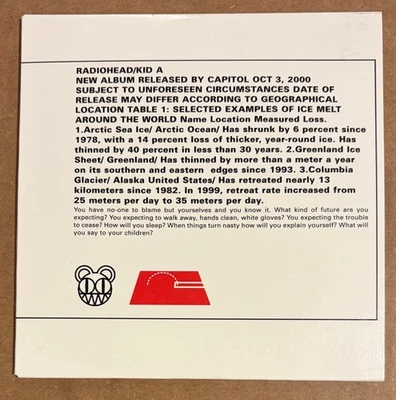 RADIOHEAD/KID A
NEW ALBUM RELEASED BY CAPITOL OCT 3, 2000
SUBJECT TO UNFORESEEN CIRCUMSTANCES DATE
OF RELEASE MAY DIFFER ACCORDING TO GEOGRAPHICAL
LOCATION TABLE 1: SELECTED EXAMPLES OF ICE MELT
AROUND THE WORLD Name Location Measured Loss.
1.Arctic Sea Ice/ Arctic Ocean/ Has shrunk by 6 percent since
1978, with a 14 percent loss of thicker, year-round ice. Has
thinned by 40 percent in less than 30 years. 2.Greenland Ice
Sheet/ Greenland/ Has thinned by more than a meter a year
on its southern and eastern edges since 1993. 3.Columbia
Glacier/ Alaska United States/ Has retreated nearly 13
kilometers since 1982. In 1999, retreat rate increased from
25 meters per day to 35 meters per day.
You have no-one to blame but yourselves and you know it. What kind of future are you
expecting? You expecting to walk away, hands clean, white gloves? You expecting the trouble
to cease? How will you sleep? When things turn nasty how will you explain yourself? What will
you say to your children?